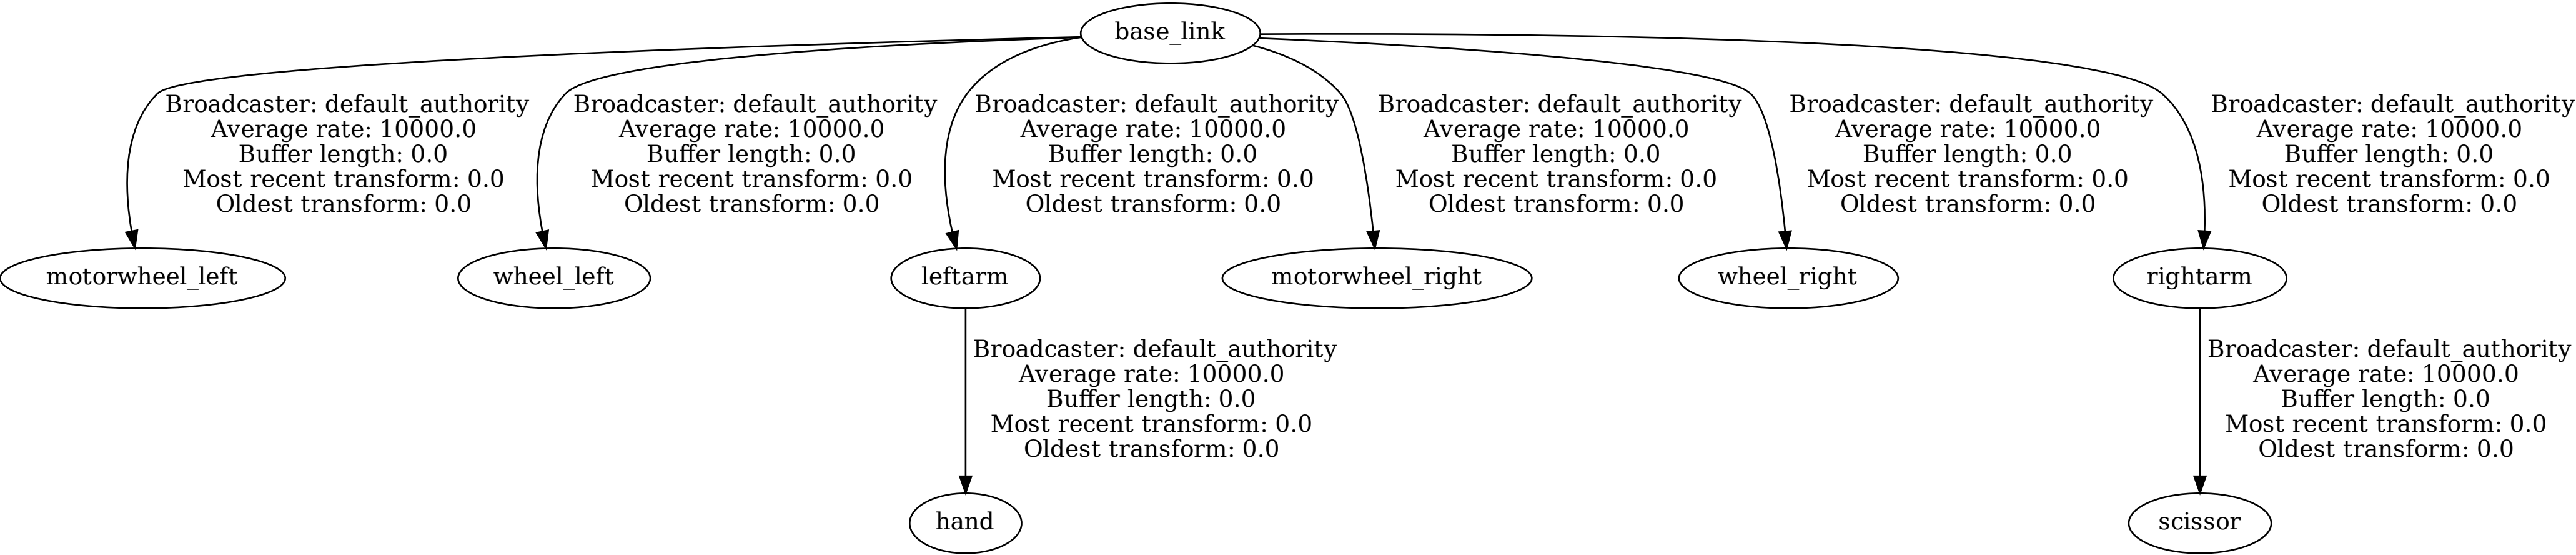 base_link
Broadcaster: default_authority
Average rate: 10000.0
Buffer length: 0.0
Most recent transform: 0.0
Oldest transform: 0.0
Broadcaster: default_authority
Average rate: 10000.0
Buffer length: 0.0
Most recent transform: 0.0
Oldest transform: 0.0
Broadcaster: default_authority
Average rate: 10000.0
Buffer length: 0.0
Most recent transform: 0.0
Oldest transform: 0.0
Broadcaster: default_authority
Average rate: 10000.0
Buffer length: 0.0
Most recent transform: 0.0
Oldest transform: 0.0
Broadcaster: default_authority
Average rate: 10000.0
Buffer length: 0.0
Most recent transform: 0.0
Oldest transform: 0.0
Broadcaster: default_authority
Average rate: 10000.0
Buffer length: 0.0
Most recent transform: 0.0
Oldest transform: 0.0
motorwheel_left
wheel_left
leftarm
motorwheel_right
wheel_right
rightarm
Broadcaster: default_authority
Average rate: 10000.0
Buffer length: 0.0
Most recent transform: 0.0
Oldest transform: 0.0
Broadcaster: default_authority
Average rate: 10000.0
Buffer length: 0.0
Most recent transform: 0.0
Oldest transform: 0.0
hand
scissor